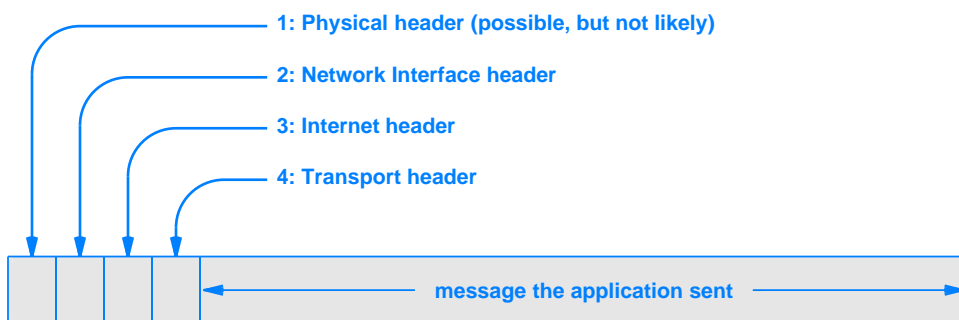 1: Physical header (possible, but not likely)
2: Network Interface header
3: Internet header
4: Transport header
message the application sent